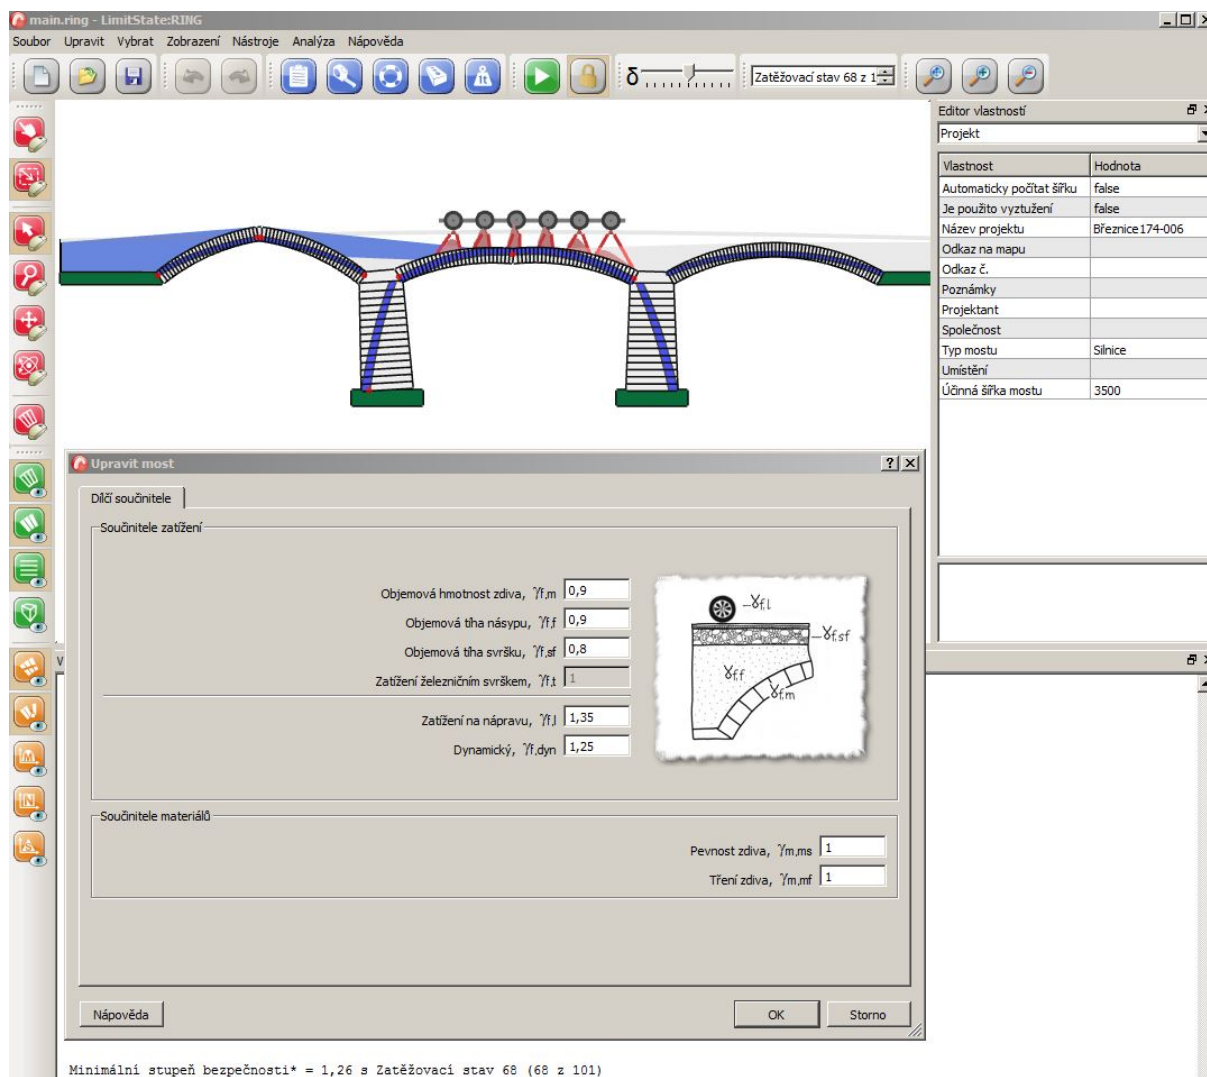 main.ring - LimitState:RING
Soubor Upravit Vybrat Zobrazení Nástroje Analýza Nápověda
1t δ Zatěžovací stav 68 z 1
Editor vlastností
Projekt
Vlastnost Hodnota
Automaticky počítat šířku false
Je použito vyztužení false
Název projektu Březnice 174-006
Odkaz na mapu
Odkaz č.
Poznámky
Projektant
Společnost
Typ mostu Silnice
Umístění
Účinná šířka mostu 3500
Upravit most
Dílčí součinitele
Součinitele zatížení
Objemová hmotnost zdiva, γf,m 0,9
Objemová tíha násypu, γf,f 0,9
Objemová tíha svršku, γf,sf 0,8
Zatížení železničním svrškem, γf,t 1
Zatížení na nápravu, γf,l 1,35
Dynamický, γf,dyn 1,25
γf.l
γf.sf
γf.f
γf.m
Součinitele materiálů
Pevnost zdiva, γm,ms 1
Tření zdiva, γm,mf 1
Nápověda OK Storno
Minimální stupeň bezpečnosti* = 1,26 s Zatěžovací stav 68 (68 z 101)